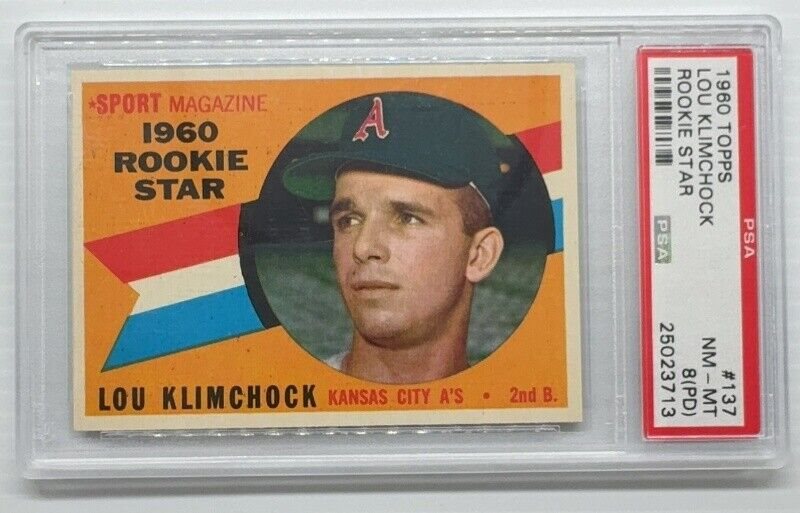 *SPORT MAGAZINE
1960
ROOKIE
STAR
A
LOU KLIMCHOCK KANSAS CITY A'S • 2nd B.
1960 TOPPS #137
LOU KLIMCHOCK NM - MT
ROOKIE STAR 8(PD)
25023713
PSA
PSA